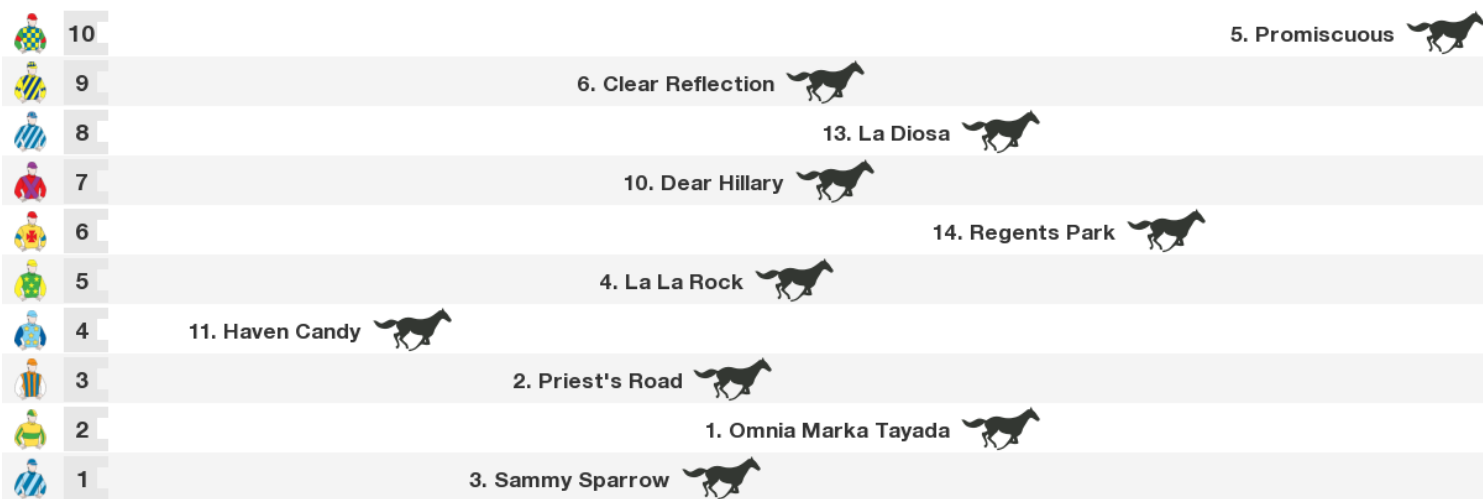 10 5. Promiscuous
9 6. Clear Reflection
8 13. La Diosa
7 10. Dear Hillary
6 14. Regents Park
5 4. La La Rock
4 11. Haven Candy
3 2. Priest's Road
2 1. Omnia Marka Tayada
1 3. Sammy Sparrow